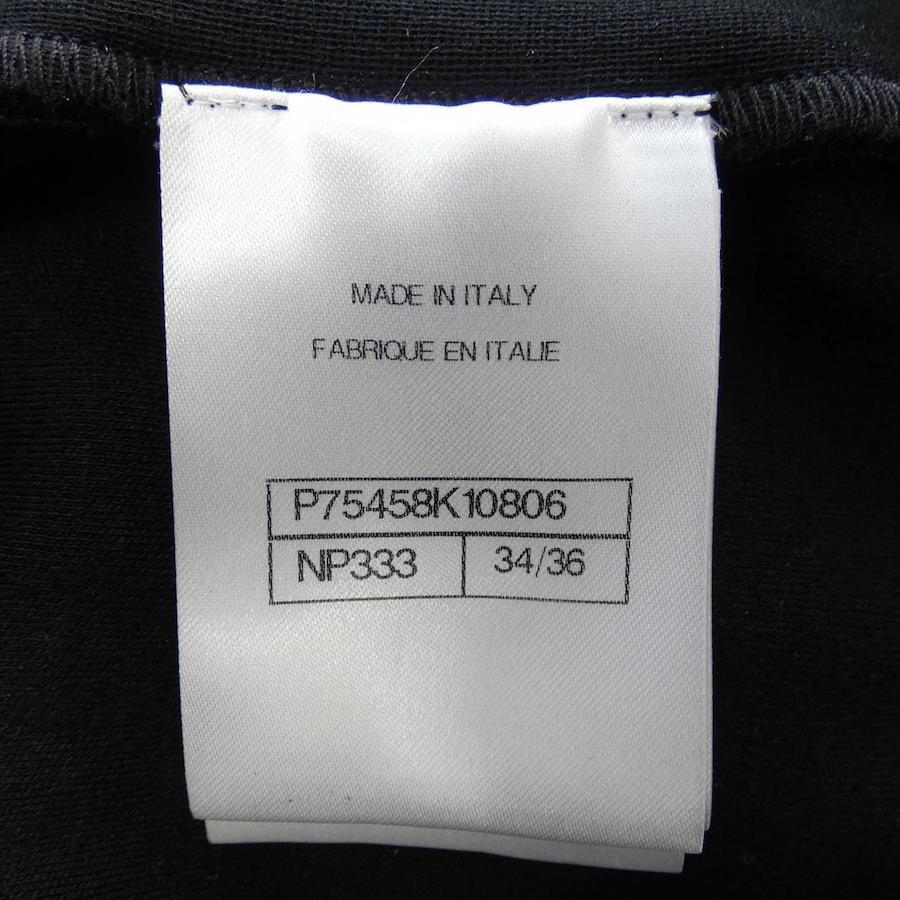 MADE IN ITALY
FABRIQUE EN ITALIE
P75458K10806
NP333 34/36